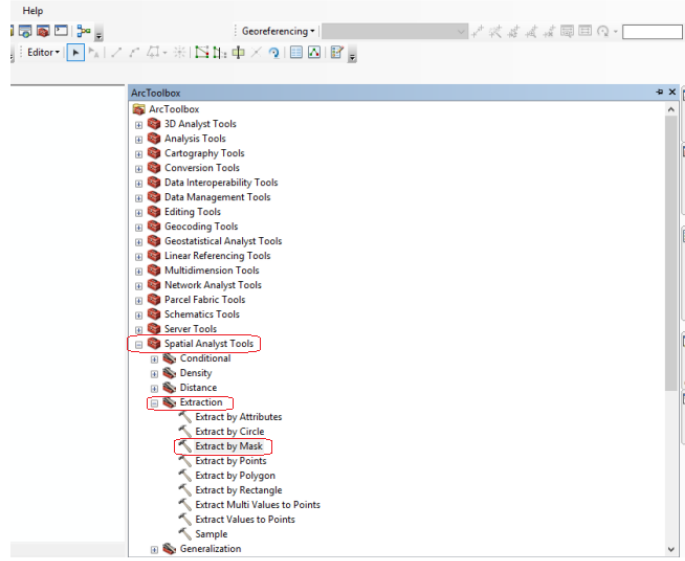 Help
Georeferencing
Editor
ArcToolbox
ArcToolbox
3D Analyst Tools
Analysis Tools
Cartography Tools
Conversion Tools
Data Interoperability Tools
Data Management Tools
Editing Tools
Geocoding Tools
Geostatistical Analyst Tools
Linear Referencing Tools
Multidimension Tools
Network Analyst Tools
Parcel Fabric Tools
Schematics Tools
Server Tools
Spatial Analyst Tools
Conditional
Density
Distance
Extraction
Extract by Attributes
Extract by Circle
Extract by Mask
Extract by Points
Extract by Polygon
Extract by Rectangle
Extract Multi Values to Points
Extract Values to Points
Sample
Generalization